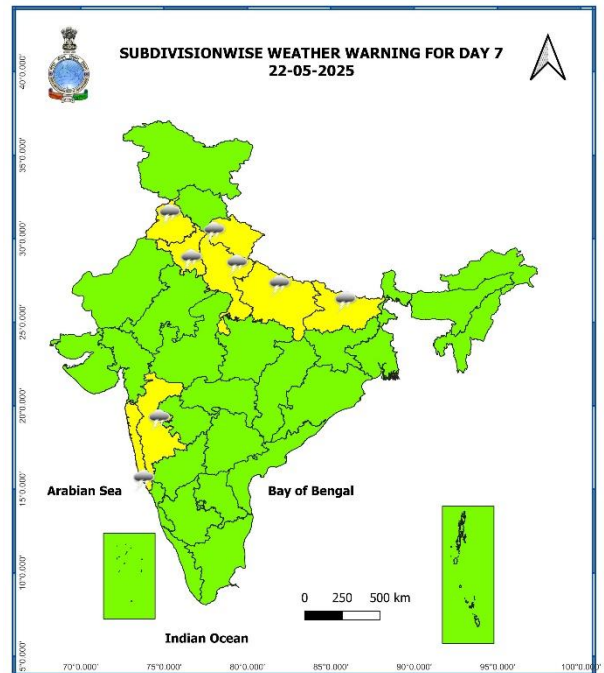 SUBDIVISIONWISE WEATHER WARNING FOR DAY 7
22-05-2025
40°0.000'
35°0.000'
30°0.000'
25°0.000'
20°0.000'
15°0.000'
10°0.000'
5°0.000'
Arabian Sea
Bay of Bengal
0 250 500 km
Indian Ocean
70°0.000' 75°0.000' 80°0.000' 85°0.000' 90°0.000' 95°0.000' 100°0.000'